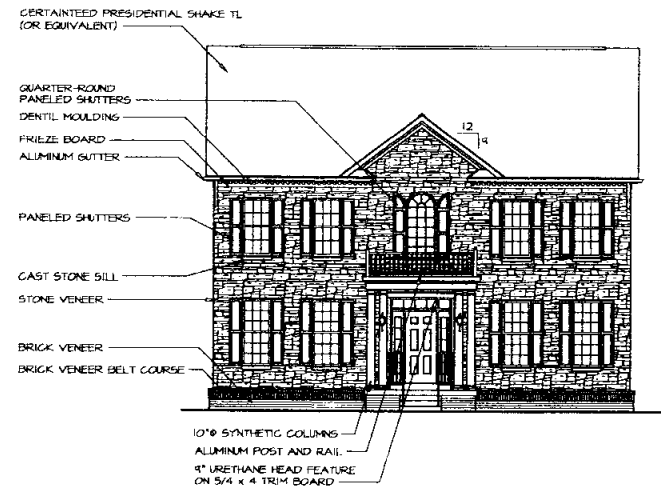 CERTAINTEED PRESIDENTIAL SHAKE TL
(OR EQUIVALENT)
QUARTER-ROUND
PANELED SHUTTERS
DENTIL MOULDING
FRIEZE BOARD
ALUMINUM GUTTER
12
9
PANELED SHUTTERS
CAST STONE SILL
STONE VENEER
BRICK VENEER
BRICK VENEER BELT COURSE
10"Φ SYNTHETIC COLUMNS
ALUMINUM POST AND RAIL
9" URETHANE HEAD FEATURE
ON 5/4 x 4 TRIM BOARD